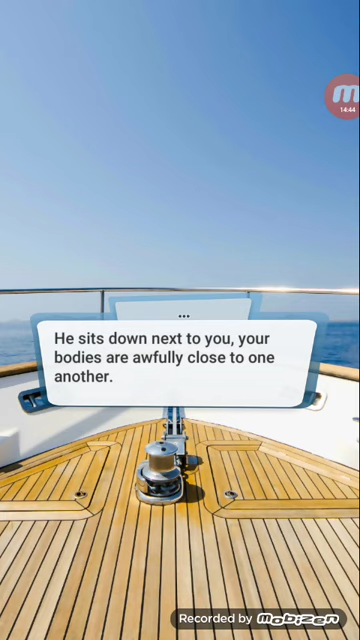 14:44
...
He sits down next to you, your
bodies are awfully close to one
another.
Recorded by mobizen